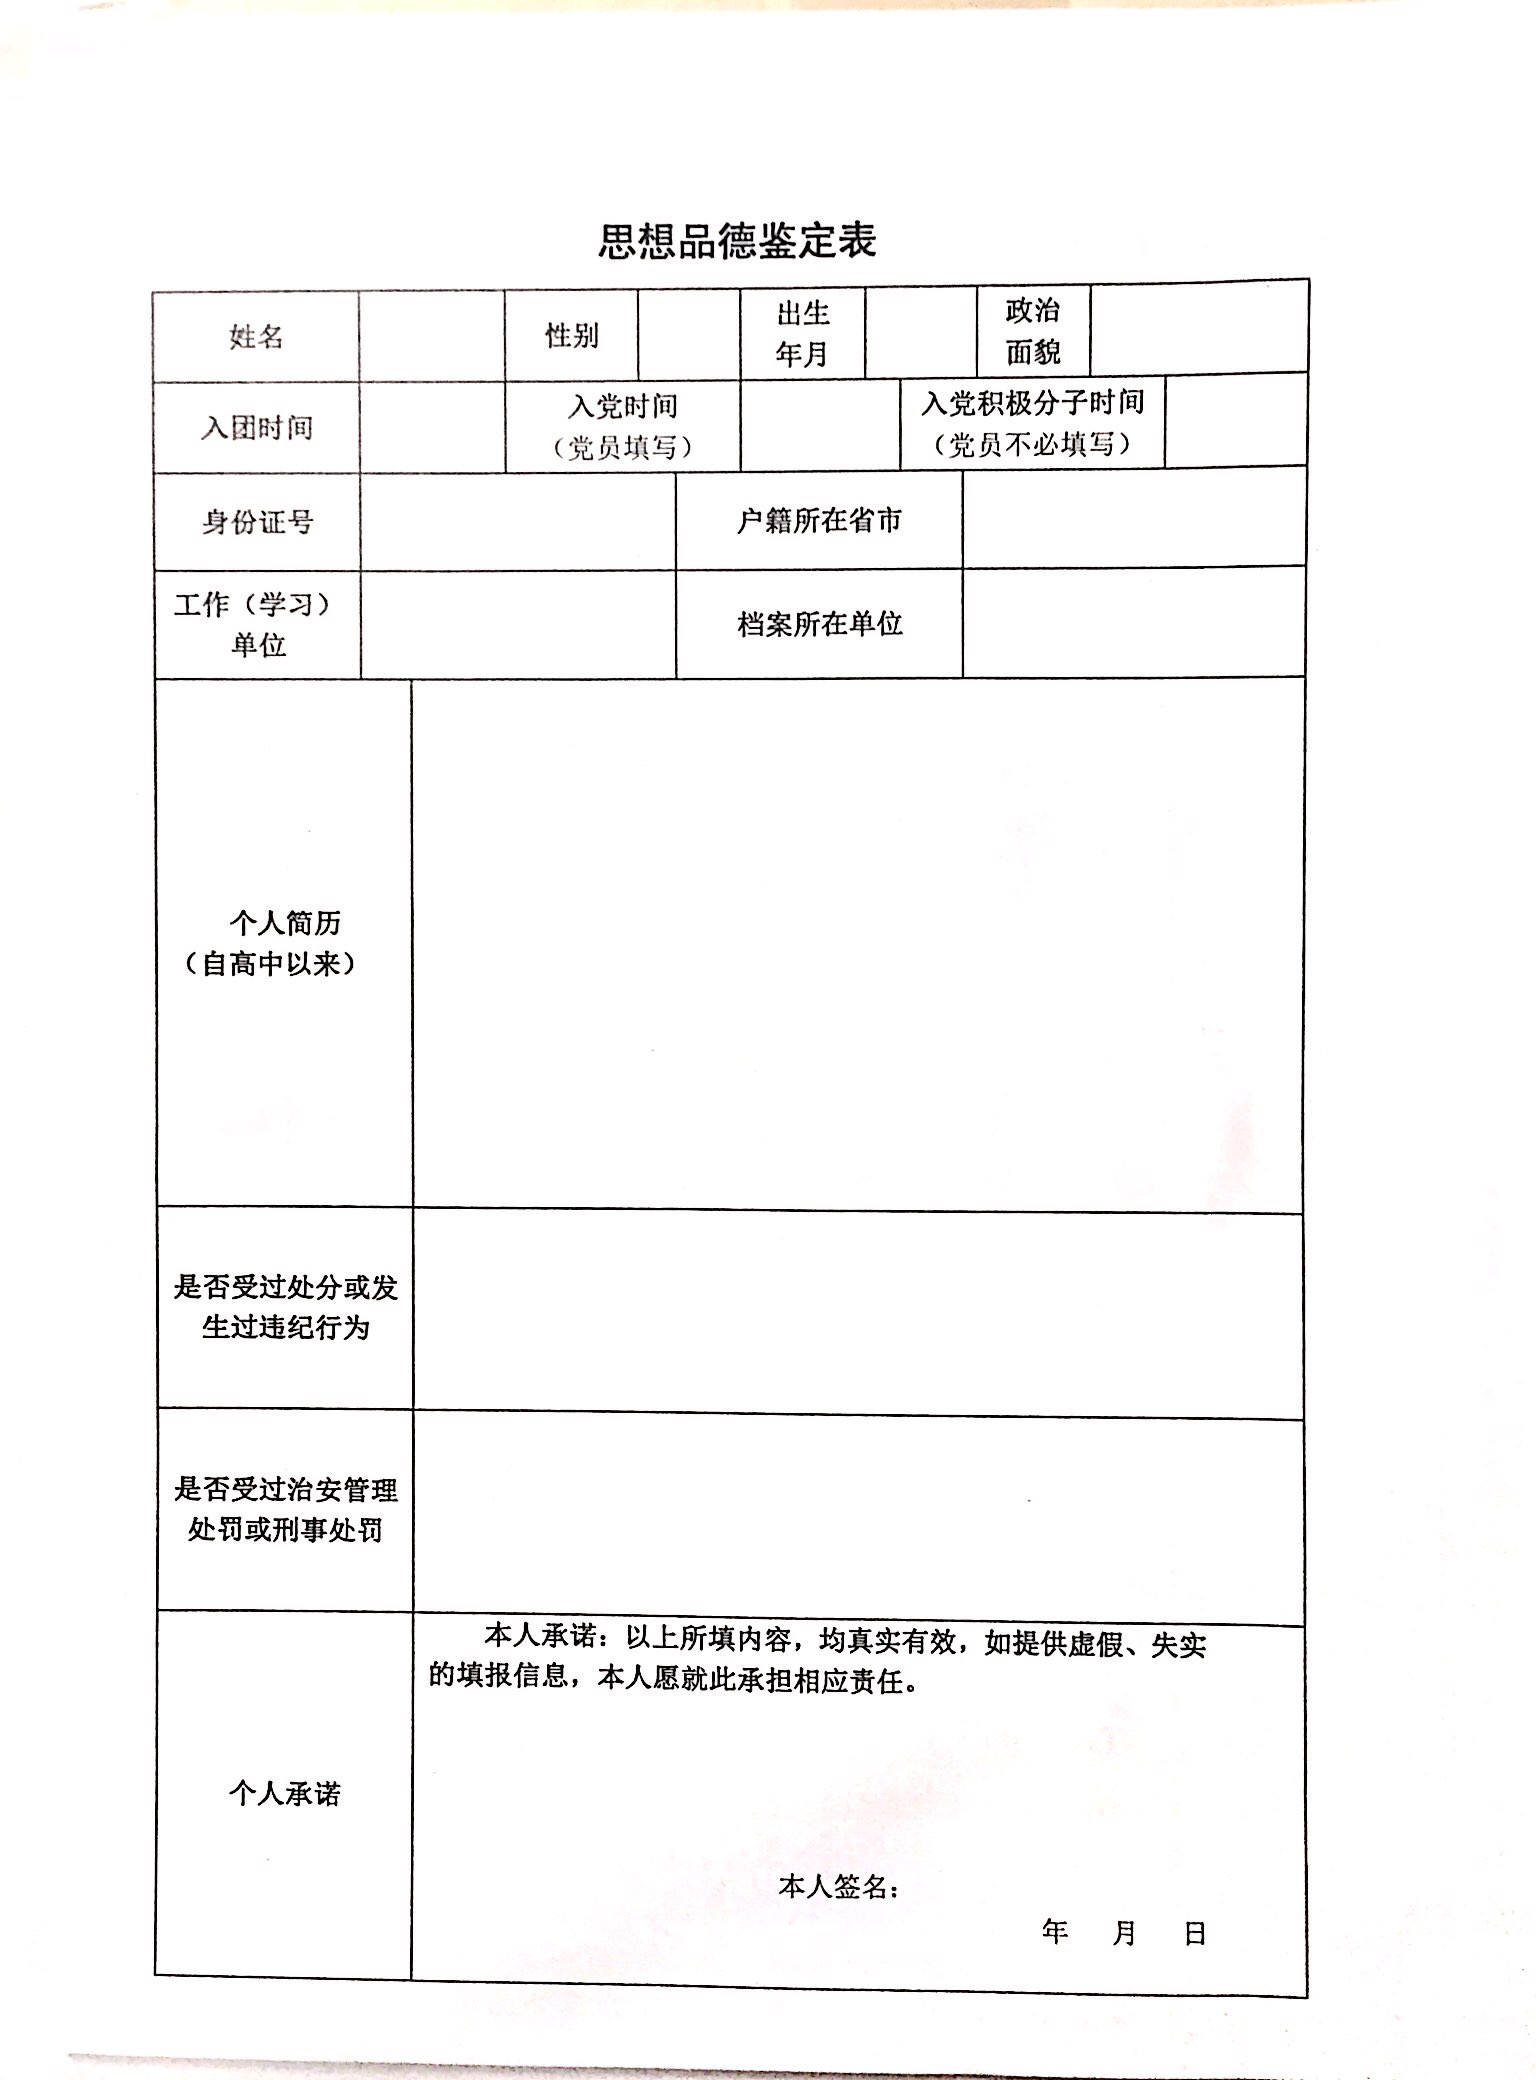 思想品德鉴定表
姓名 性别 出生年月 政治面貌
入团时间 入党时间（党员填写） 入党积极分子时间（党员不必填写）
身份证号 户籍所在省市
工作（学习）单位 档案所在单位
个人简历
（自高中以来）
是否受过处分或发
生过违纪行为
是否受过治安管理
处罚或刑事处罚
个人承诺
本人承诺：以上所填内容，均真实有效，如提供虚假、失实
的填报信息，本人愿就此承担相应责任。
本人签名：
年 月 日